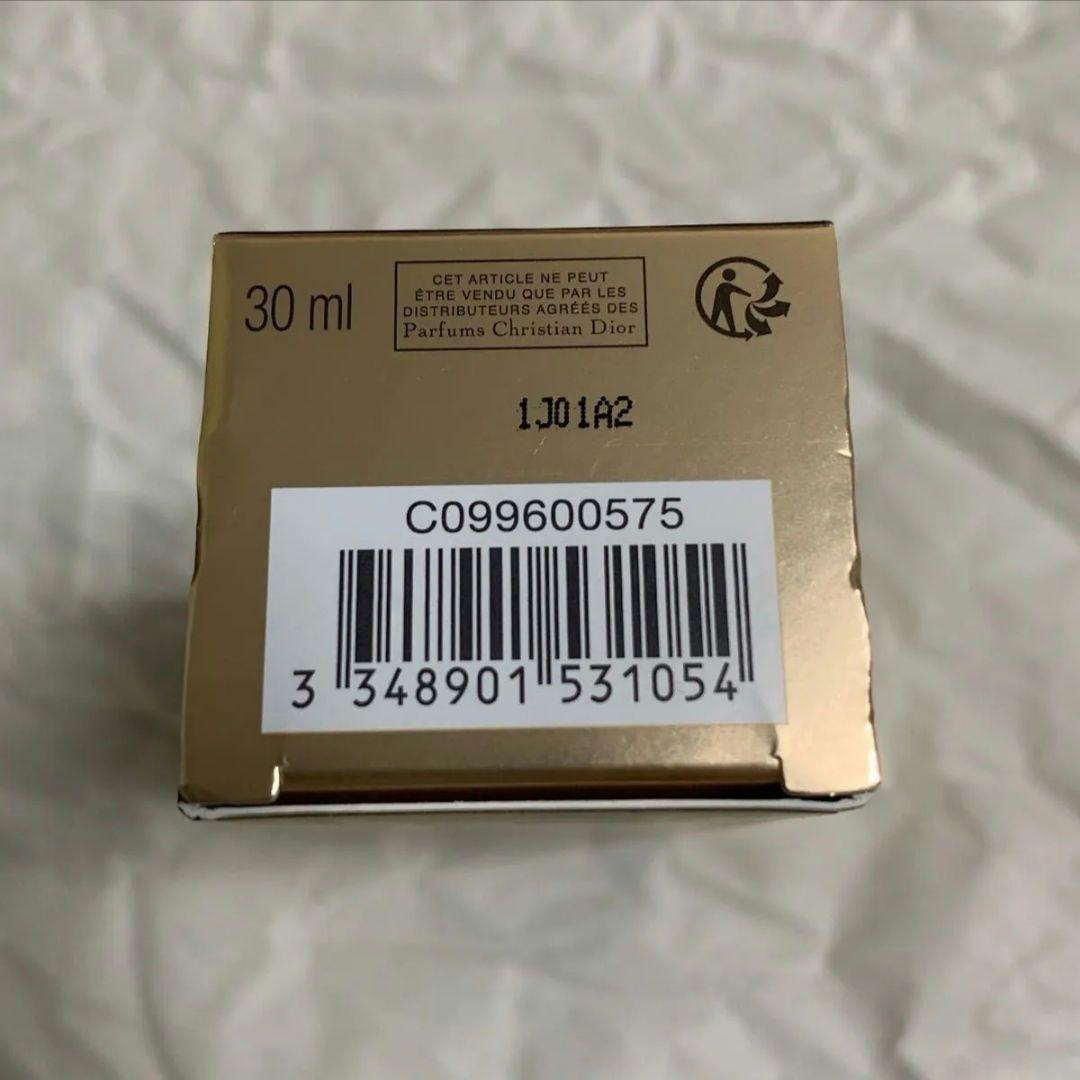 30 ml
CET ARTICLE NE PEUT
ÊTRE VENDU QUE PAR LES
DISTRIBUTEURS AGRÉÉS DES
Parfums Christian Dior
1J01A2
C099600575
3 348901 531054